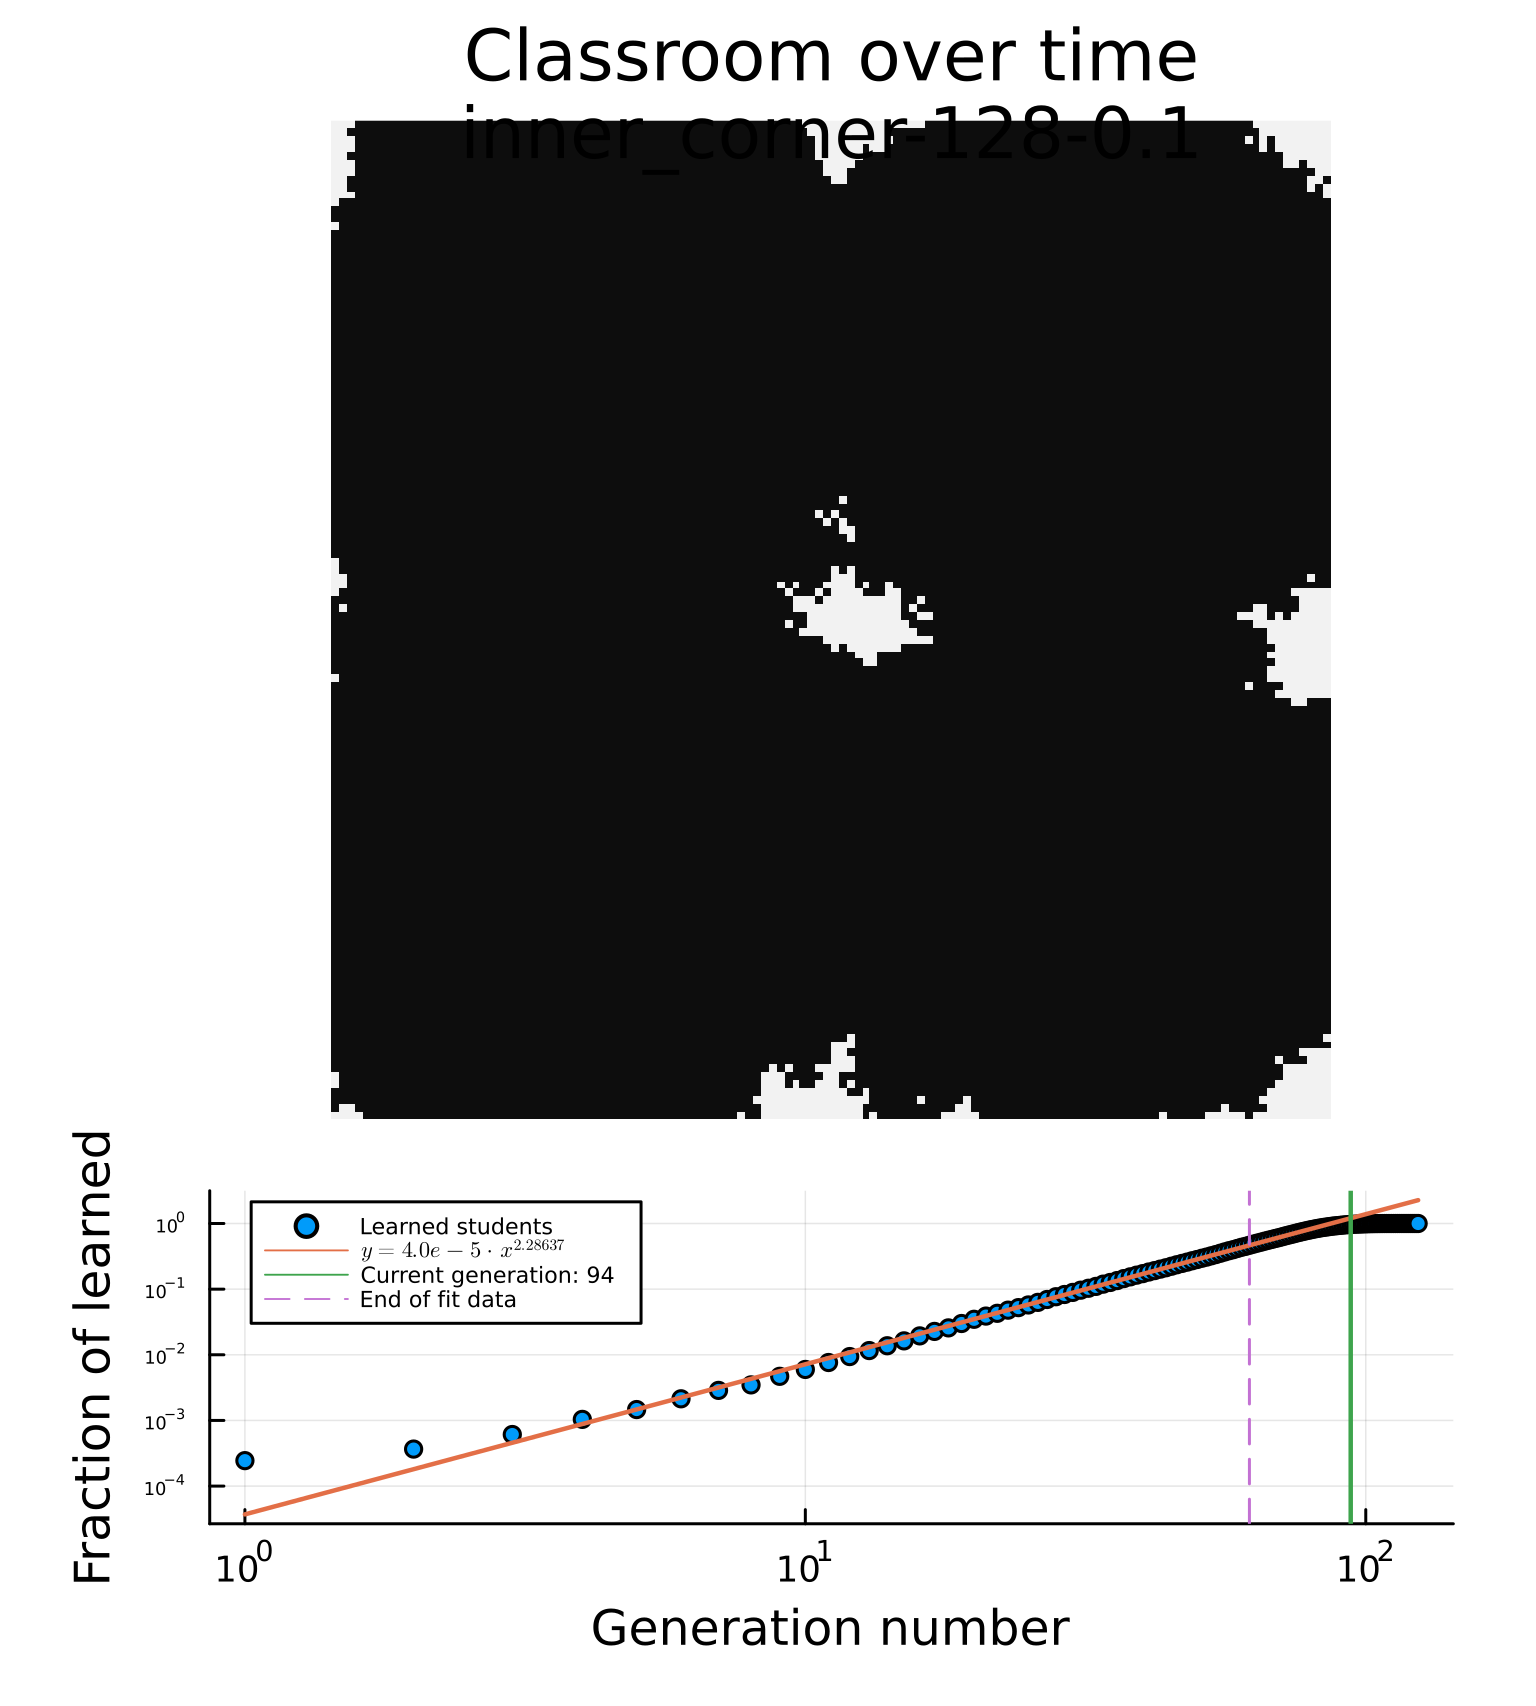 Classroom over time
inner_corner-128-0.1
Fraction of learned
10^0
10^−1
10^−2
10^−3
10^−4
Learned students
y = 4.0e − 5 · x^2.28637
Current generation: 94
End of fit data
10^0
10^1
10^2
Generation number